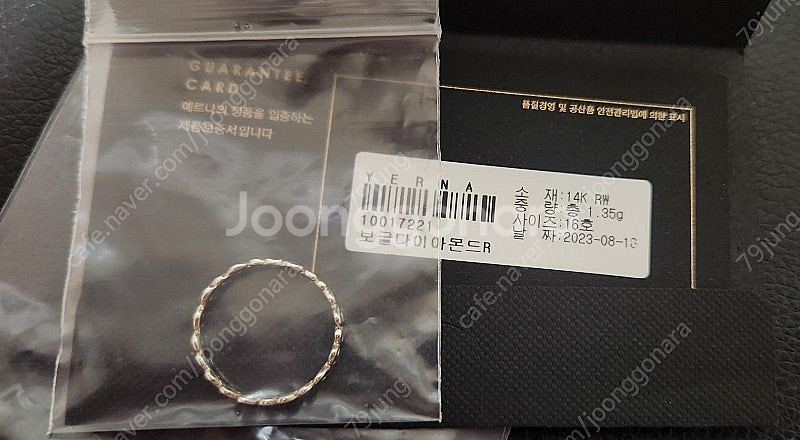 GUARANTEE
CARD
예르나의 정품을 입증하는
제품보증서입니다
품질경영 및 공산품 안전관리법에 의한 표시
YERNA
10017221
보글다이아몬드R
소 재:14K RW
중 량:총 1.35g
사이즈:16호
날 짜:2023-08-16
Joonggonara
cafe.naver.com/joonggonara
79jung